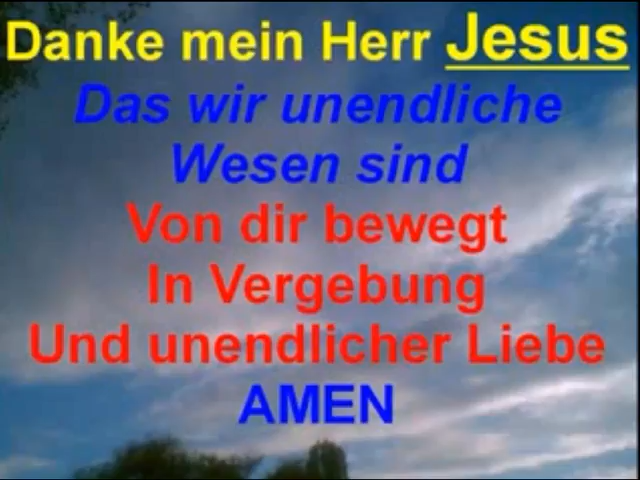 Danke mein Herr Jesus
Das wir unendliche
Wesen sind
Von dir bewegt
In Vergebung
Und unendlicher Liebe
AMEN